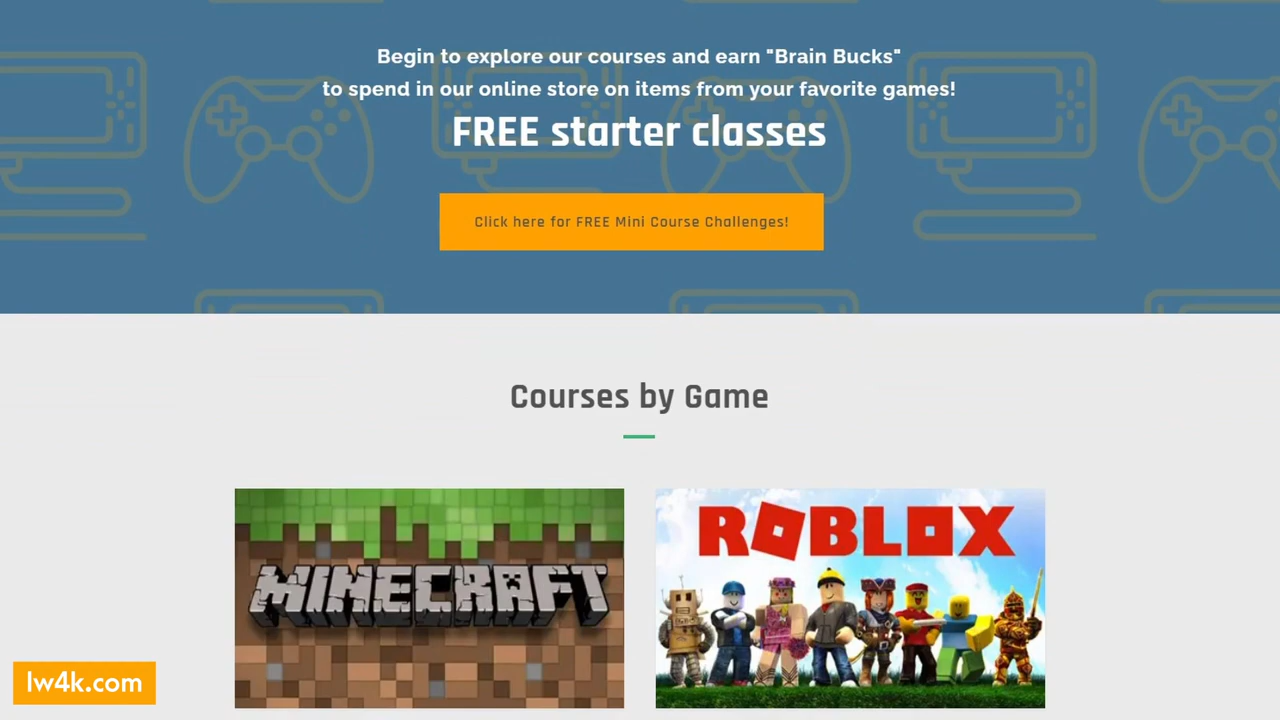 Begin to explore our courses and earn "Brain Bucks"
to spend in our online store on items from your favorite games!
FREE starter classes
Click here for FREE Mini Course Challenges!
Courses by Game
MINECRAFT
ROBLOX
lw4k.com